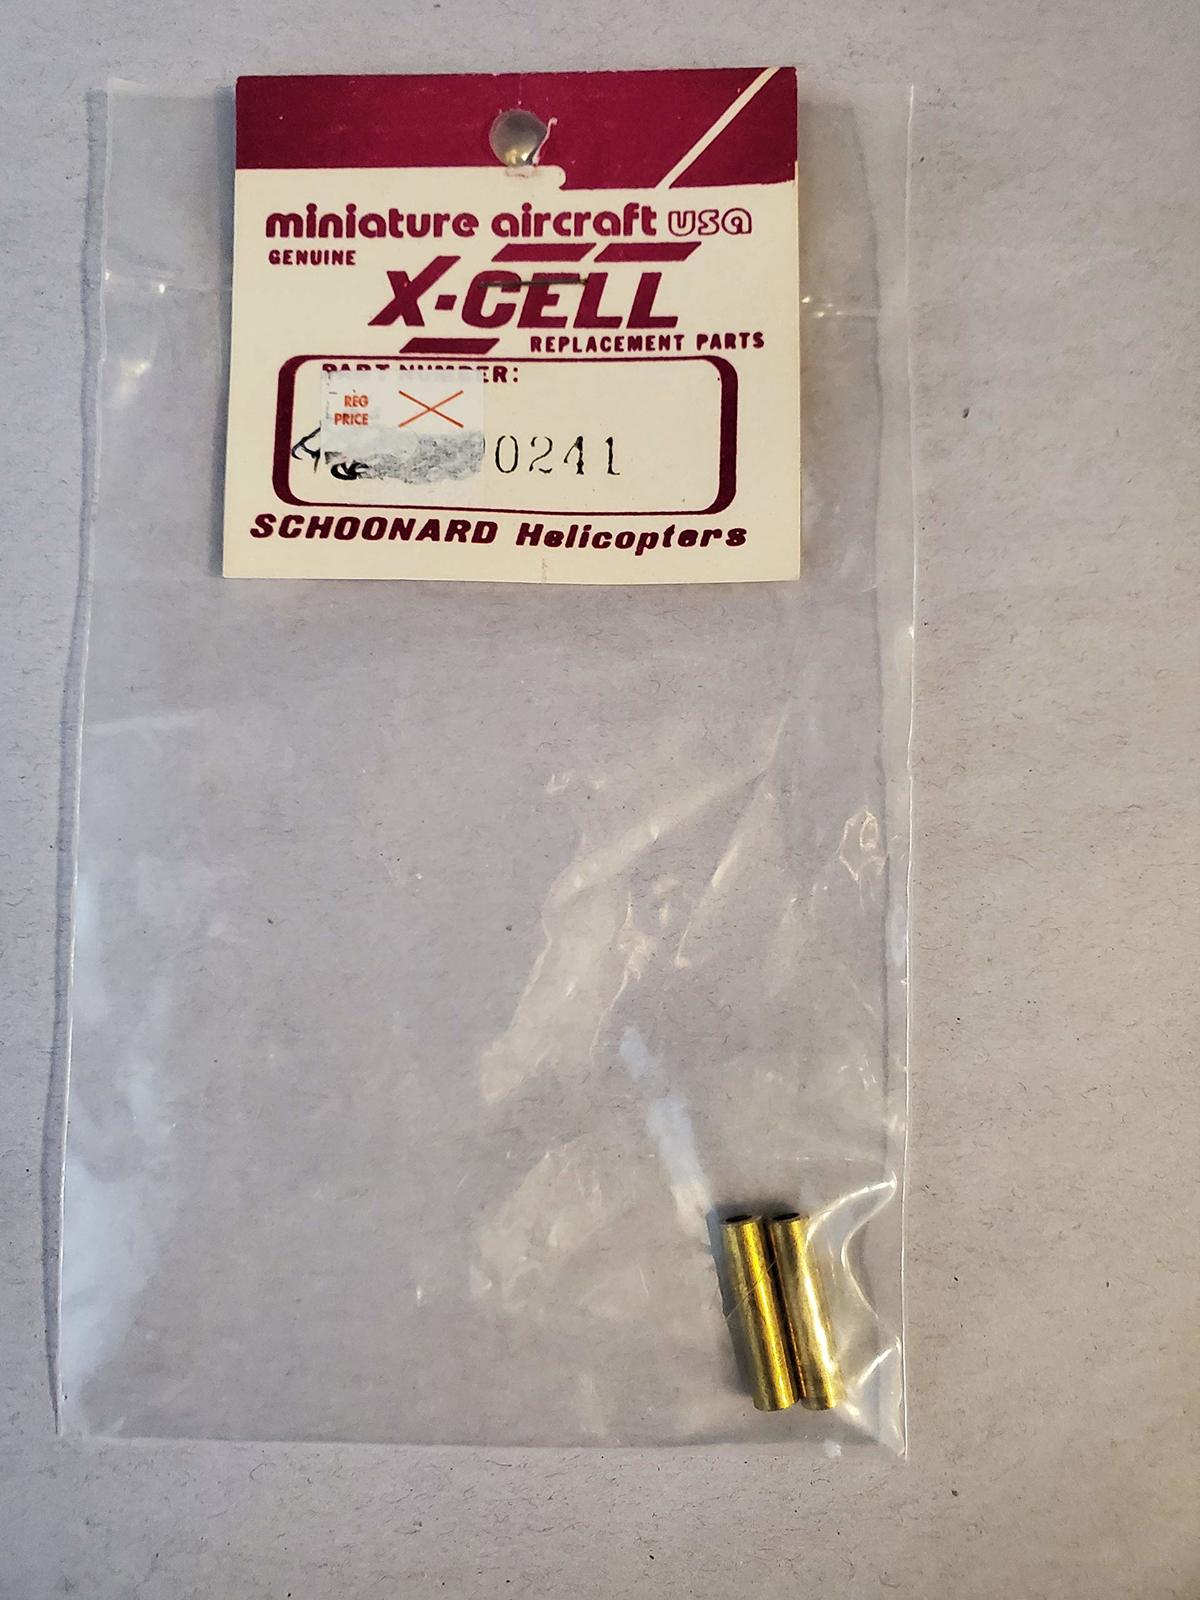 miniature aircraft usa
GENUINE
X-CELL
REPLACEMENT PARTS
PART NUMBER:
REG
PRICE
0241
SCHOONARD Helicopters